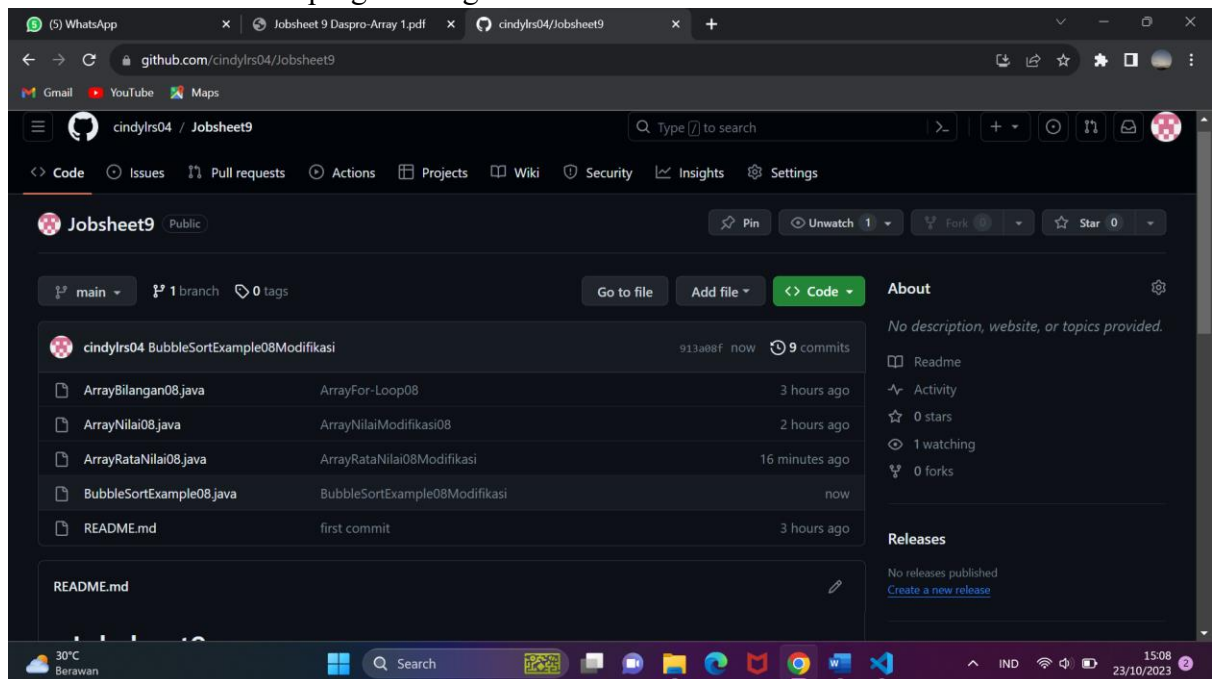 (5) WhatsApp
Jobsheet 9 Daspro-Array 1.pdf
cindylrs04/Jobsheet9
github.com/cindylrs04/Jobsheet9
Gmail YouTube Maps
cindylrs04 / Jobsheet9
Type / to search
Code Issues Pull requests Actions Projects Wiki Security Insights Settings
Jobsheet9 Public
Pin Unwatch 1 Fork 0 Star 0
main 1 branch 0 tags Go to file Add file Code
cindylrs04 BubbleSortExample08Modifikasi 913a08f now 9 commits
ArrayBilangan08.java ArrayFor-Loop08 3 hours ago
ArrayNilai08.java ArrayNilaiModifikasi08 2 hours ago
ArrayRataNilai08.java ArrayRataNilai08Modifikasi 16 minutes ago
BubbleSortExample08.java BubbleSortExample08Modifikasi now
README.md first commit 3 hours ago
README.md
About
No description, website, or topics provided.
Readme
Activity
0 stars
1 watching
0 forks
Releases
No releases published
Create a new release
30°C
Berawan
Search
IND
15:08
23/10/2023
2